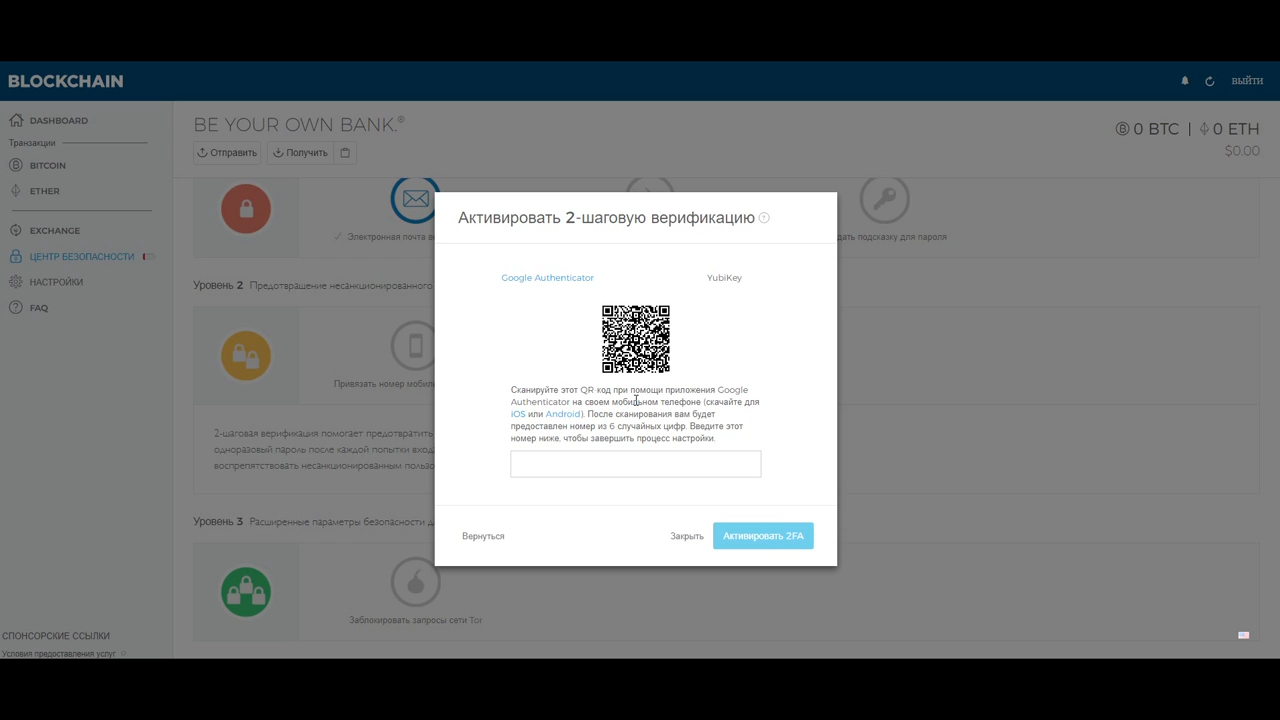 BLOCKCHAIN
ВЫЙТИ
DASHBOARD
Транзакции
BITCOIN
ETHER
EXCHANGE
ЦЕНТР БЕЗОПАСНОСТИ
НАСТРОЙКИ
FAQ
СПОНСОРСКИЕ ССЫЛКИ
Условия предоставления услуг
BE YOUR OWN BANK.®
0 BTC | 0 ETH
$0.00
Отправить
Получить
Электронная почта
подсказку для пароля
Уровень 2 Предотвращение несанкционированного
Привязать номер
2-шаговая верификация помогает предотвратить
одноразовый пароль после каждой попытки
воспрепятствовать несанкционированным
Уровень 3 Расширенные параметры безопасности
Заблокировать запросы сети Tor
Активировать 2-шаговую верификацию
Google Authenticator
YubiKey
Сканируйте этот QR-код при помощи приложения Google
Authenticator на своем мобильном телефоне (скачайте для
iOS или Android). После сканирования вам будет
предоставлен номер из 6 случайных цифр. Введите этот
номер ниже, чтобы завершить процесс настройки.
Вернуться
Закрыть
Активировать 2FA